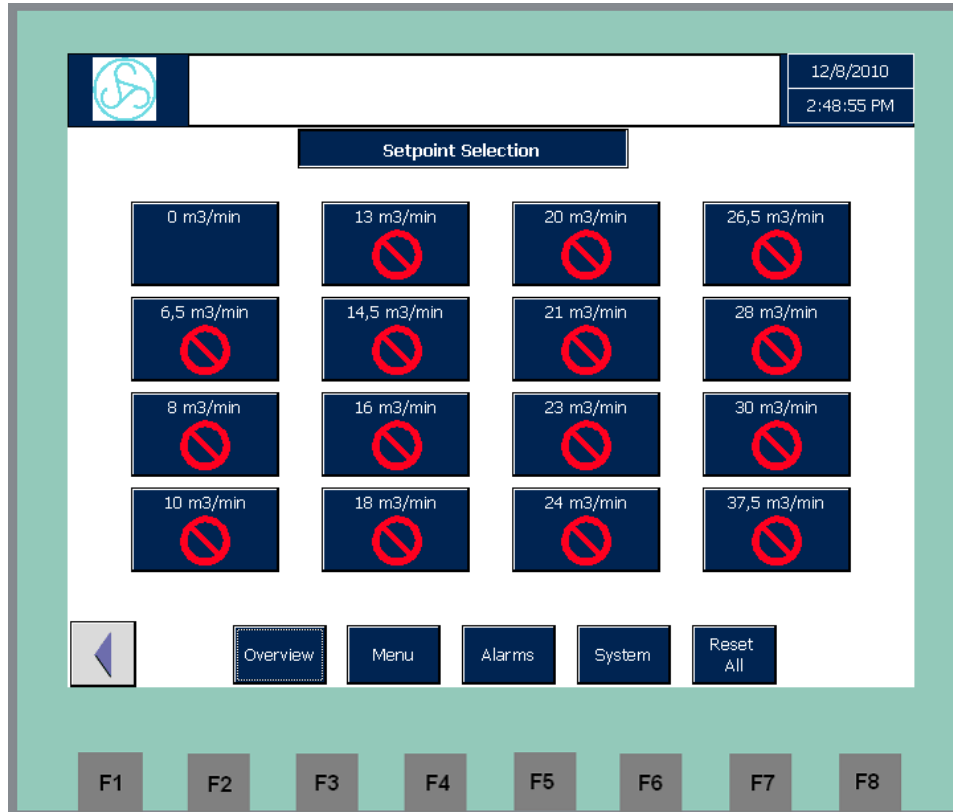 12/8/2010
2:48:55 PM
Setpoint Selection
0 m3/min
13 m3/min
20 m3/min
26,5 m3/min
6,5 m3/min
14,5 m3/min
21 m3/min
28 m3/min
8 m3/min
16 m3/min
23 m3/min
30 m3/min
10 m3/min
18 m3/min
24 m3/min
37,5 m3/min
Overview
Menu
Alarms
System
Reset
All
F1
F2
F3
F4
F5
F6
F7
F8